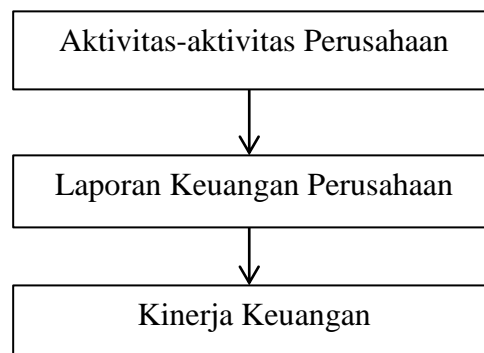 Aktivitas-aktivitas Perusahaan
Laporan Keuangan Perusahaan
Kinerja Keuangan